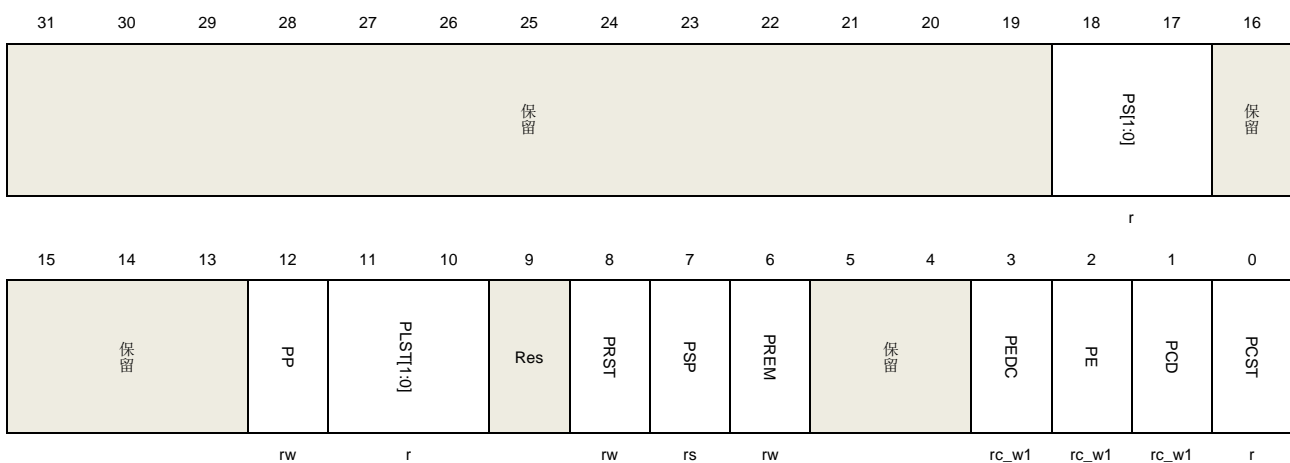 31 30 29 28 27 26 25 24 23 22 21 20 19 18 17 16
保留 PS[1:0] 保留
r
15 14 13 12 11 10 9 8 7 6 5 4 3 2 1 0
保留 PP PLST[1:0] Res PRST PSP PREM 保留 PEDC PE PCD PCST
rw r rw rs rw rc_w1 rc_w1 rc_w1 r